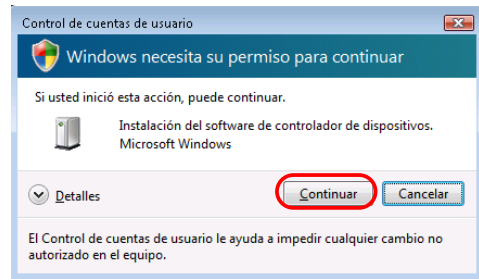 Control de cuentas de usuario
Windows necesita su permiso para continuar
Si usted inició esta acción, puede continuar.
Instalación del software de controlador de dispositivos.
Microsoft Windows
Detalles
Continuar
Cancelar
El Control de cuentas de usuario le ayuda a impedir cualquier cambio no
autorizado en el equipo.